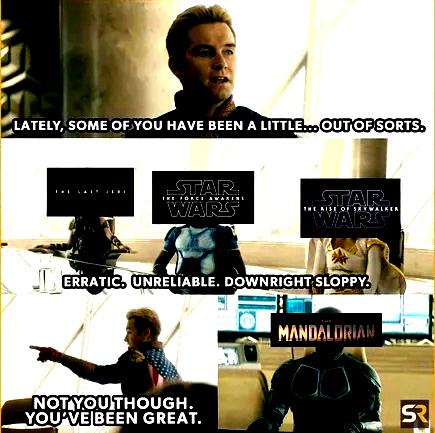 LATELY, SOME OF YOU HAVE BEEN A LITTLE... OUT OF SORTS.
THE LAST JEDI
STAR
THE FORCE AWAKENS
WARS
STAR
THE RISE OF SKYWALKER
WARS
ERRATIC. UNRELIABLE. DOWNRIGHT SLOPPY.
NOT YOU THOUGH.
YOU'VE BEEN GREAT.
THE
MANDALORIAN
SR